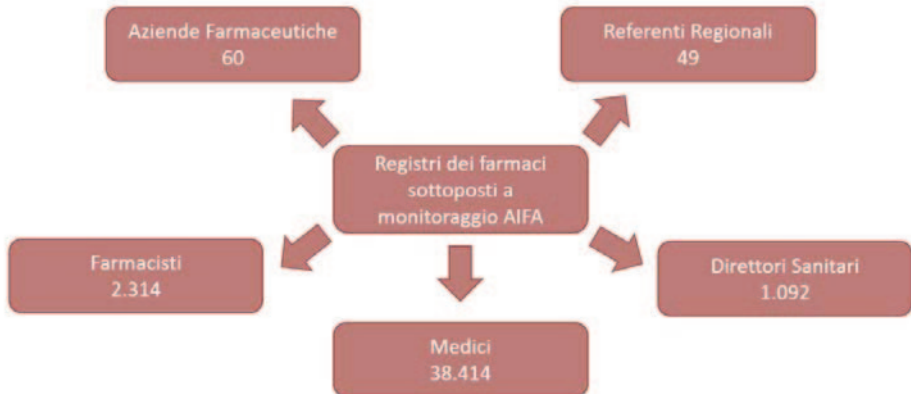 Aziende Farmaceutiche
60
Referenti Regionali
49
Registri dei farmaci
sottoposti a
monitoraggio AIFA
Farmacisti
2.314
Direttori Sanitari
1.092
Medici
38.414